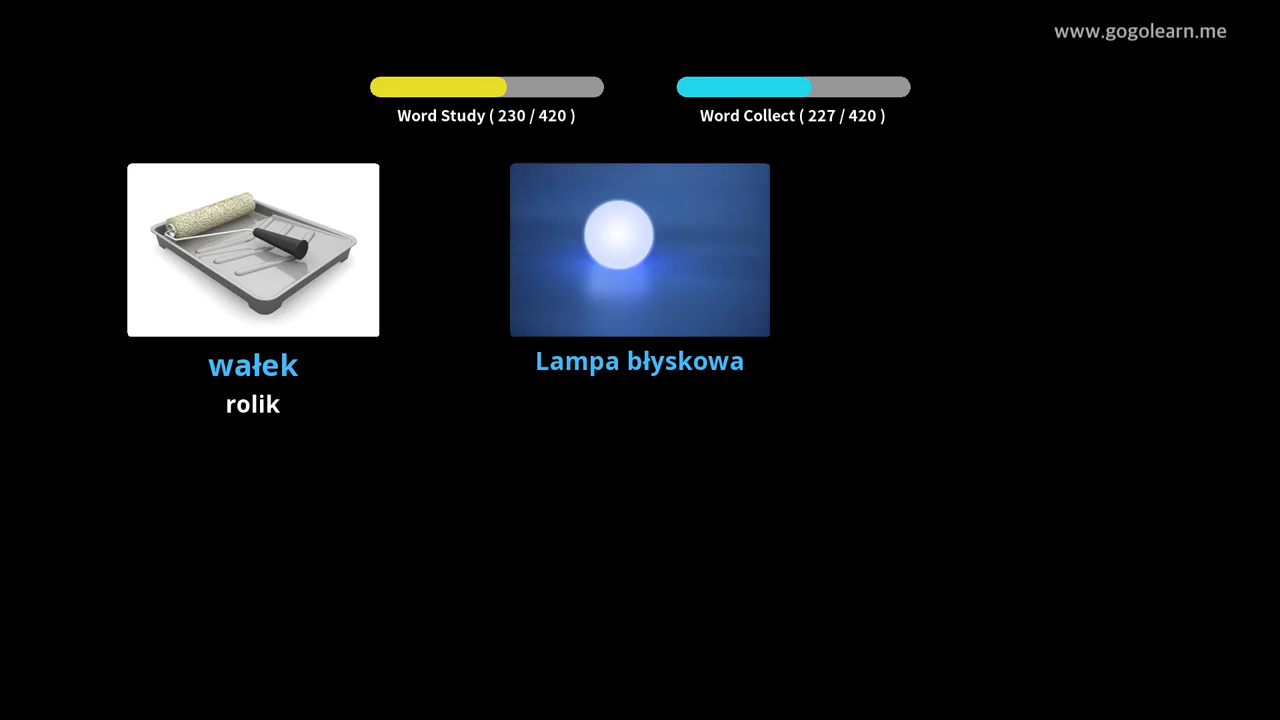 www.gogolearn.me
Word Study ( 230 / 420 )
Word Collect ( 227 / 420 )
wałek
rolik
Lampa błyskowa